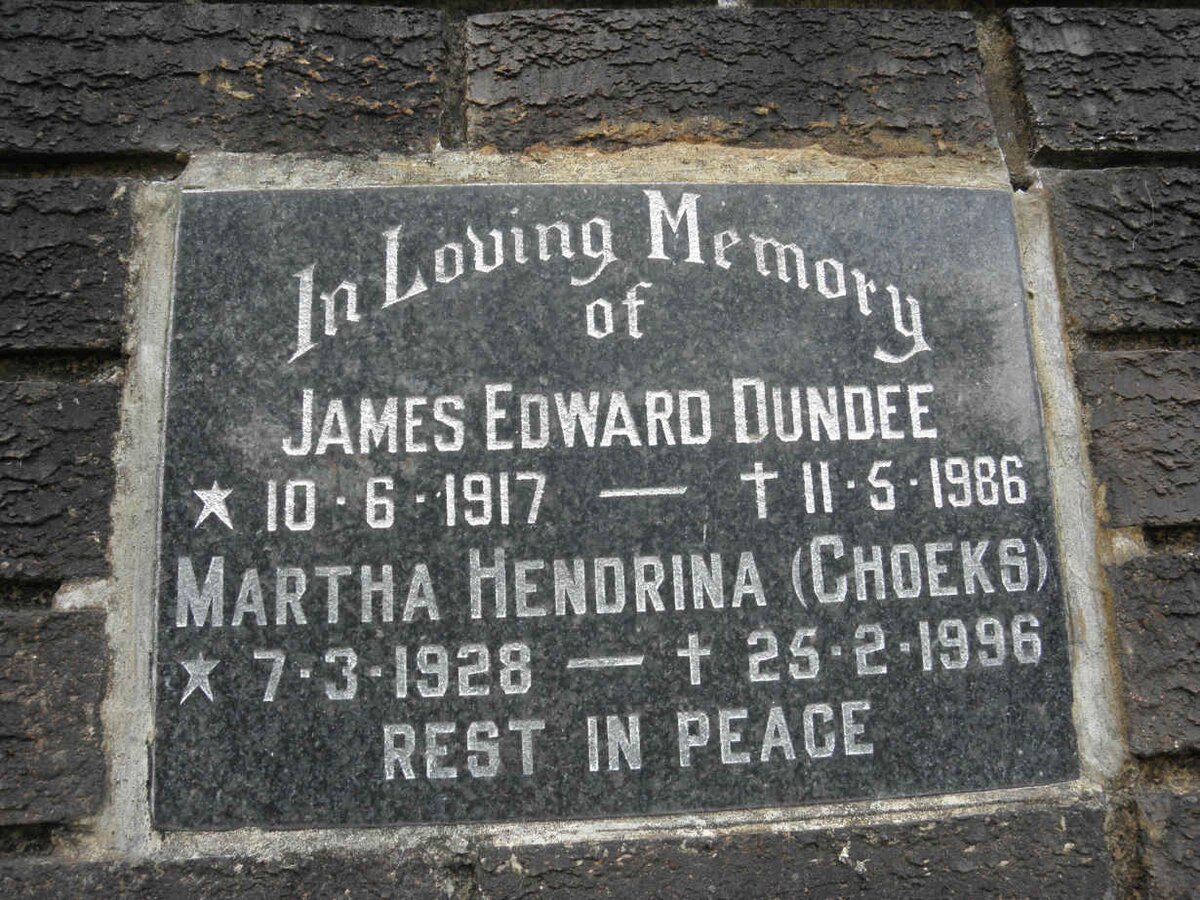 In Loving Memory
of
JAMES EDWARD DUNDEE
★ 10·6·1917 — † 11·5·1986
MARTHA HENDRINA (CHOEKS)
★ 7·3·1928 — † 25·2·1996
REST IN PEACE